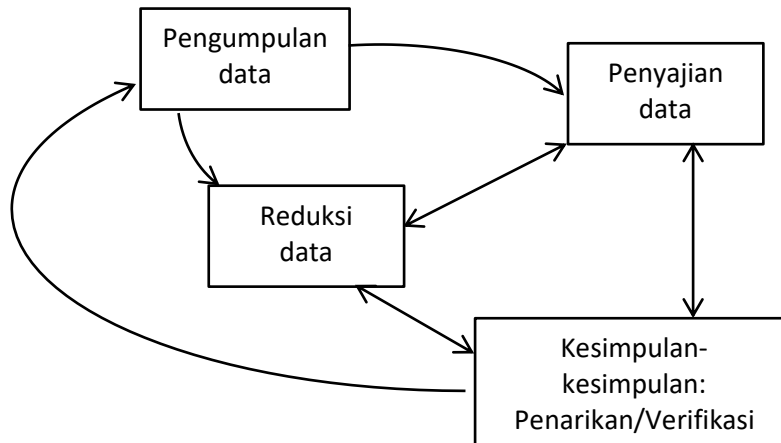 Pengumpulan
data
Penyajian
data
Reduksi
data
Kesimpulan-
kesimpulan:
Penarikan/Verifikasi